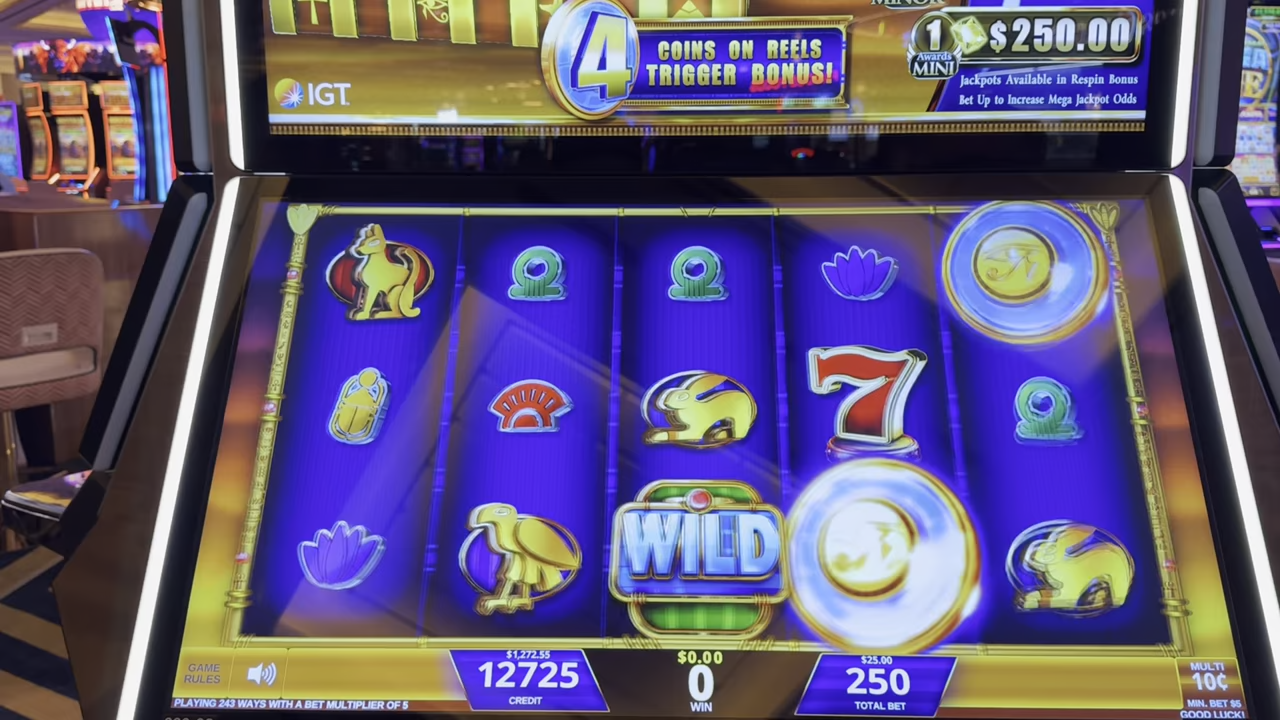 MINOR
4
COINS ON REELS
TRIGGER BONUS!
1
Awards
MINI
$250.00
Jackpots Available in Respin Bonus
Bet Up to Increase Mega Jackpot Odds
IGT
7
WILD
GAME
RULES
$1,272.55
12725
CREDIT
$0.00
0
WIN
$25.00
250
TOTAL BET
MULTI
10¢
MIN. BET $5
GOOD LUCK!
PLAYING 243 WAYS WITH A BET MULTIPLIER OF 5